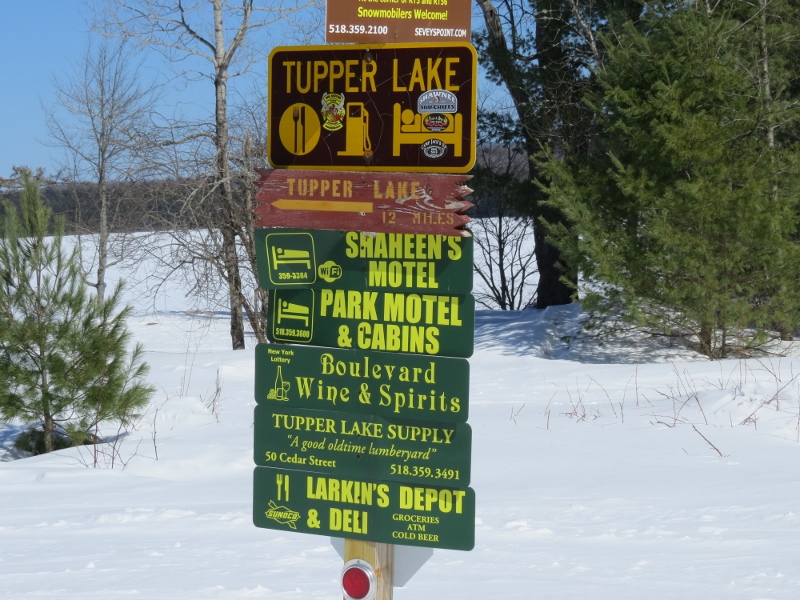 Snowmobilers Welcome!
518.359.2100 SEVEYSPOINT.COM
TUPPER LAKE
TUPPER LAKE
12 MILES
SHAHEEN'S
MOTEL
359-3384
WiFi
PARK MOTEL
& CABINS
518.359.3600
New York
Lottery
Boulevard
Wine & Spirits
TUPPER LAKE SUPPLY
"A good oldtime lumberyard"
50 Cedar Street 518.359.3491
LARKIN'S DEPOT
& DELI
SUNOCO
GROCERIES
ATM
COLD BEER